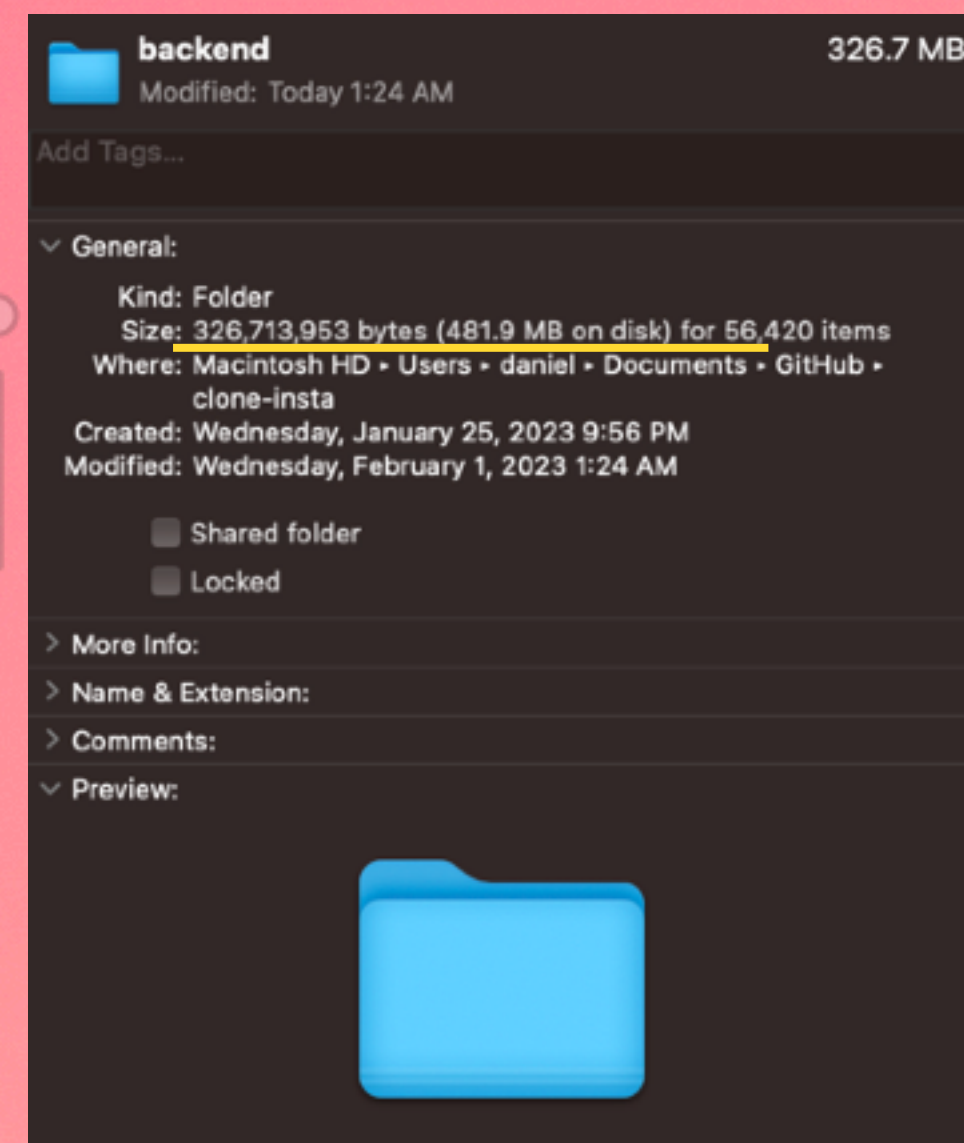 backend 326.7 MB
Modified: Today 1:24 AM
Add Tags...
General:
Kind: Folder
Size: 326,713,953 bytes (481.9 MB on disk) for 56,420 items
Where: Macintosh HD ▸ Users ▸ daniel ▸ Documents ▸ GitHub ▸
clone-insta
Created: Wednesday, January 25, 2023 9:56 PM
Modified: Wednesday, February 1, 2023 1:24 AM
Shared folder
Locked
More Info:
Name & Extension:
Comments:
Preview: